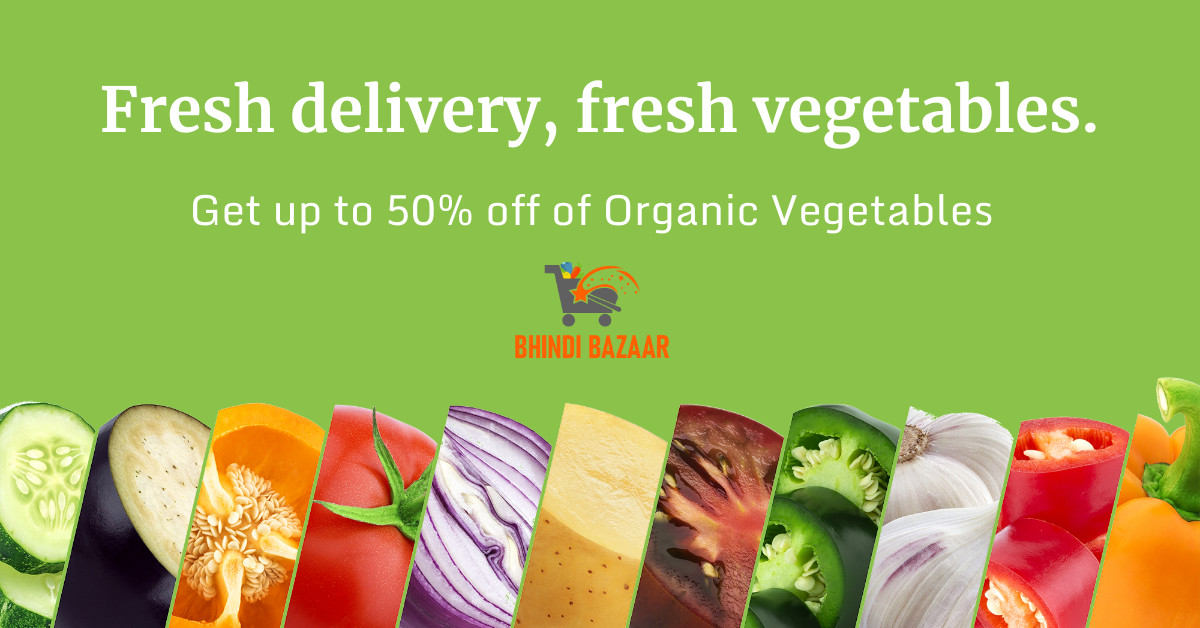 Fresh delivery, fresh vegetables.
Get up to 50% off of Organic Vegetables
BHINDI BAZAAR